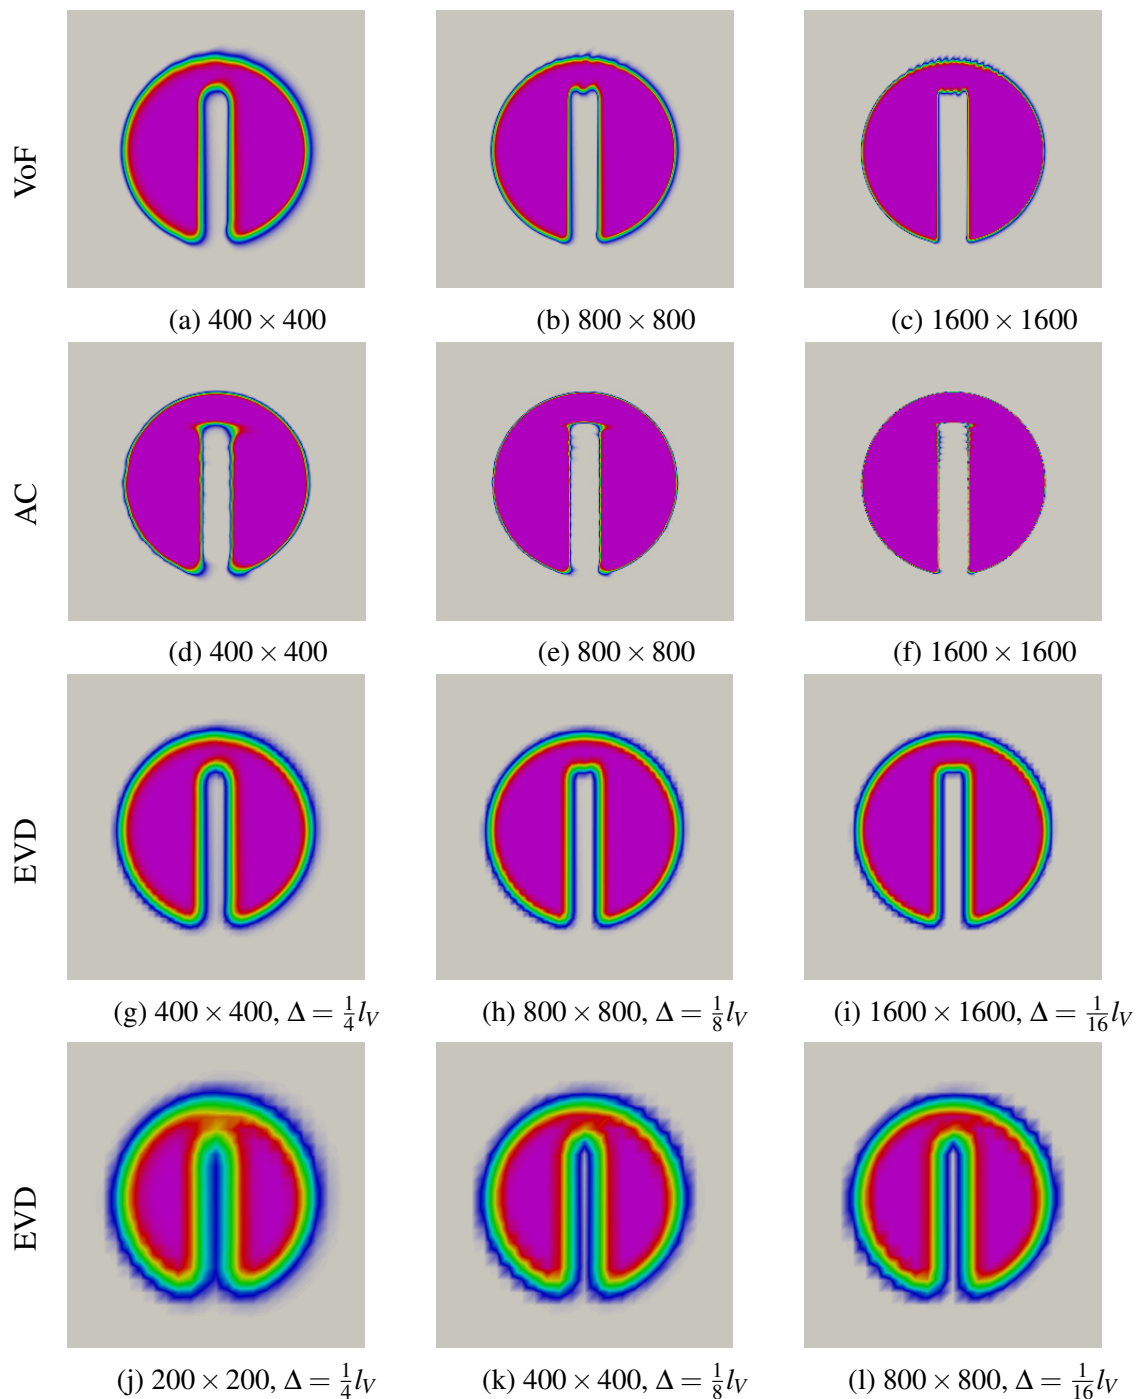 VoF
(a) 400 × 400
(b) 800 × 800
(c) 1600 × 1600
AC
(d) 400 × 400
(e) 800 × 800
(f) 1600 × 1600
EVD
(g) 400 × 400, Δ = 1/4 l_V
(h) 800 × 800, Δ = 1/8 l_V
(i) 1600 × 1600, Δ = 1/16 l_V
EVD
(j) 200 × 200, Δ = 1/4 l_V
(k) 400 × 400, Δ = 1/8 l_V
(l) 800 × 800, Δ = 1/16 l_V